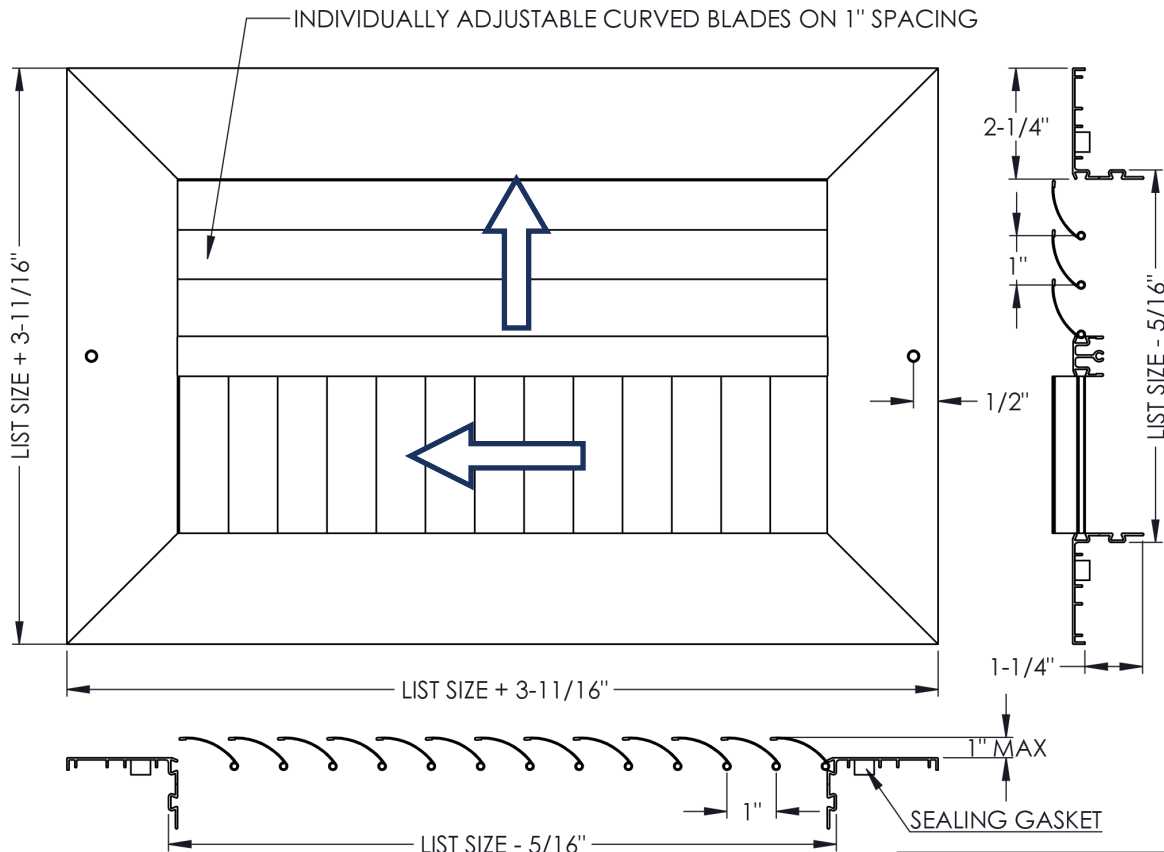 INDIVIDUALLY ADJUSTABLE CURVED BLADES ON 1" SPACING
2-1/4"
1"
LIST SIZE + 3-11/16"
LIST SIZE - 5/16"
1/2"
1-1/4"
LIST SIZE + 3-11/16"
1" MAX
1"
SEALING GASKET
LIST SIZE - 5/16"